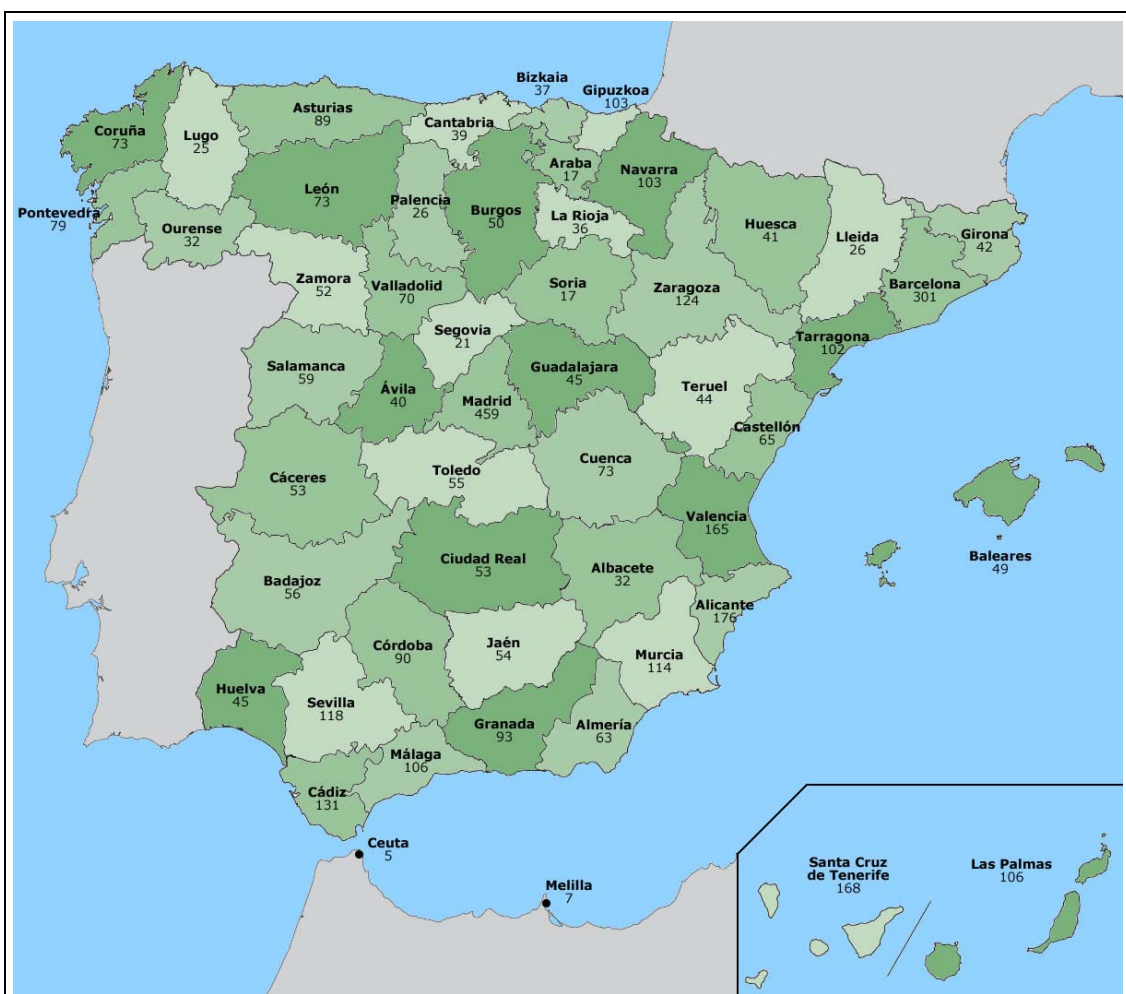 Bizkaia
37
Gipuzkoa
103
Asturias
89
Cantabria
39
Coruña
73
Lugo
25
Araba
17
Navarra
103
León
73
Palencia
26
Burgos
50
La Rioja
36
Pontevedra
79
Ourense
32
Huesca
41
Lleida
26
Girona
42
Zamora
52
Valladolid
70
Soria
17
Zaragoza
124
Barcelona
301
Segovia
21
Tarragona
102
Salamanca
59
Ávila
40
Madrid
459
Guadalajara
45
Teruel
44
Castellón
65
Cáceres
53
Toledo
55
Cuenca
73
Valencia
165
Baleares
49
Badajoz
56
Ciudad Real
53
Albacete
32
Alicante
176
Córdoba
90
Jaén
54
Murcia
114
Huelva
45
Sevilla
118
Granada
93
Almería
63
Málaga
106
Cádiz
131
Ceuta
5
Melilla
7
Santa Cruz
de Tenerife
168
Las Palmas
106